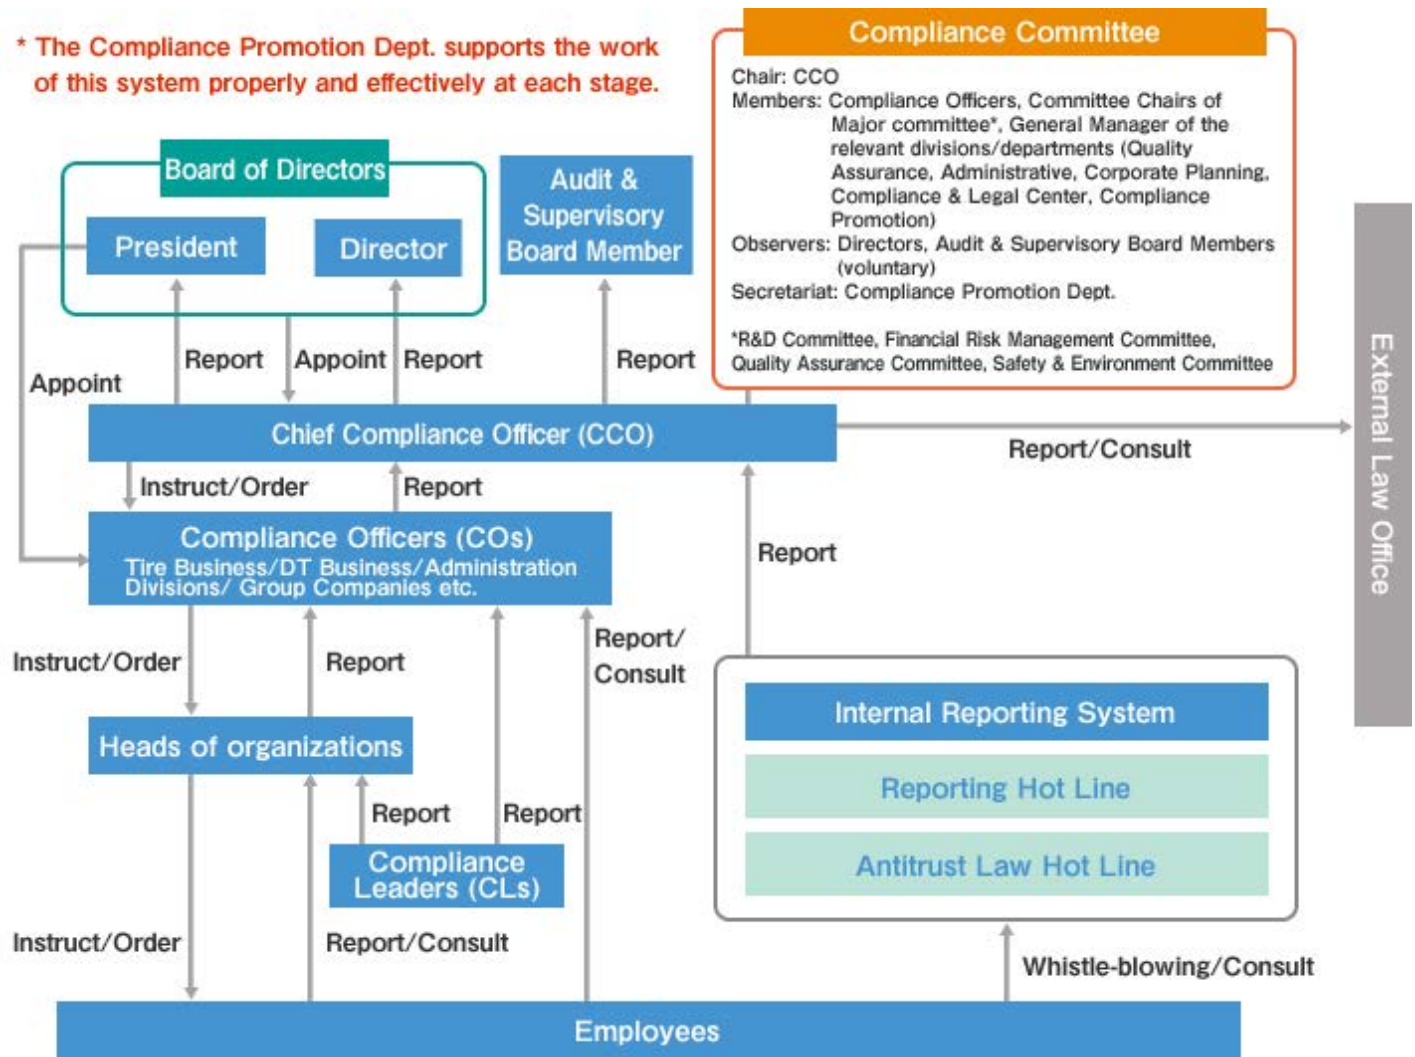 * The Compliance Promotion Dept. supports the work
of this system properly and effectively at each stage.
Compliance Committee
Chair: CCO
Members: Compliance Officers, Committee Chairs of
Major committee*, General Manager of the
relevant divisions/departments (Quality
Assurance, Administrative, Corporate Planning,
Compliance & Legal Center, Compliance
Promotion)
Observers: Directors, Audit & Supervisory Board Members
(voluntary)
Secretariat: Compliance Promotion Dept.
*R&D Committee, Financial Risk Management Committee,
Quality Assurance Committee, Safety & Environment Committee
Board of Directors
President
Director
Audit &
Supervisory
Board Member
Appoint
Report
Appoint
Report
Report
Chief Compliance Officer (CCO)
Report/Consult
External Law Office
Instruct/Order
Report
Compliance Officers (COs)
Tire Business/DT Business/Administration
Divisions/ Group Companies etc.
Report
Instruct/Order
Report
Report/
Consult
Heads of organizations
Report
Report
Compliance
Leaders (CLs)
Internal Reporting System
Reporting Hot Line
Antitrust Law Hot Line
Instruct/Order
Report/Consult
Whistle-blowing/Consult
Employees